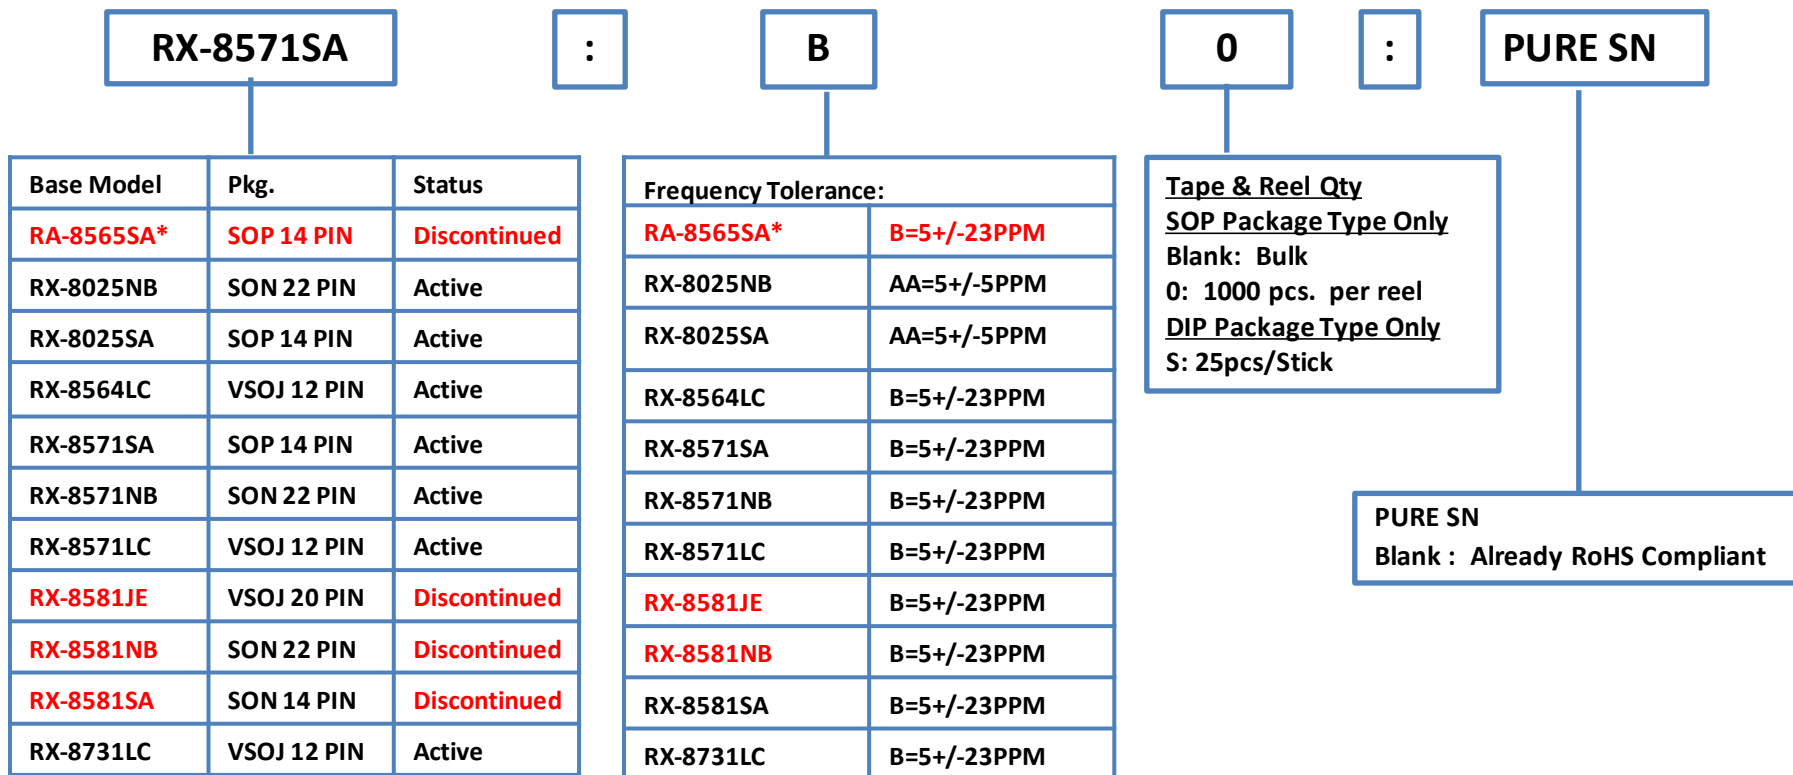 RX-8571SA : B 0 : PURE SN
Base Model Pkg. Status
RA-8565SA* SOP 14 PIN Discontinued
RX-8025NB SON 22 PIN Active
RX-8025SA SOP 14 PIN Active
RX-8564LC VSOJ 12 PIN Active
RX-8571SA SOP 14 PIN Active
RX-8571NB SON 22 PIN Active
RX-8571LC VSOJ 12 PIN Active
RX-8581JE VSOJ 20 PIN Discontinued
RX-8581NB SON 22 PIN Discontinued
RX-8581SA SON 14 PIN Discontinued
RX-8731LC VSOJ 12 PIN Active
Frequency Tolerance:
RA-8565SA* B=5+/-23PPM
RX-8025NB AA=5+/-5PPM
RX-8025SA AA=5+/-5PPM
RX-8564LC B=5+/-23PPM
RX-8571SA B=5+/-23PPM
RX-8571NB B=5+/-23PPM
RX-8571LC B=5+/-23PPM
RX-8581JE B=5+/-23PPM
RX-8581NB B=5+/-23PPM
RX-8581SA B=5+/-23PPM
RX-8731LC B=5+/-23PPM
Tape & Reel Qty
SOP Package Type Only
Blank: Bulk
0: 1000 pcs. per reel
DIP Package Type Only
S: 25pcs/Stick
PURE SN
Blank : Already RoHS Compliant